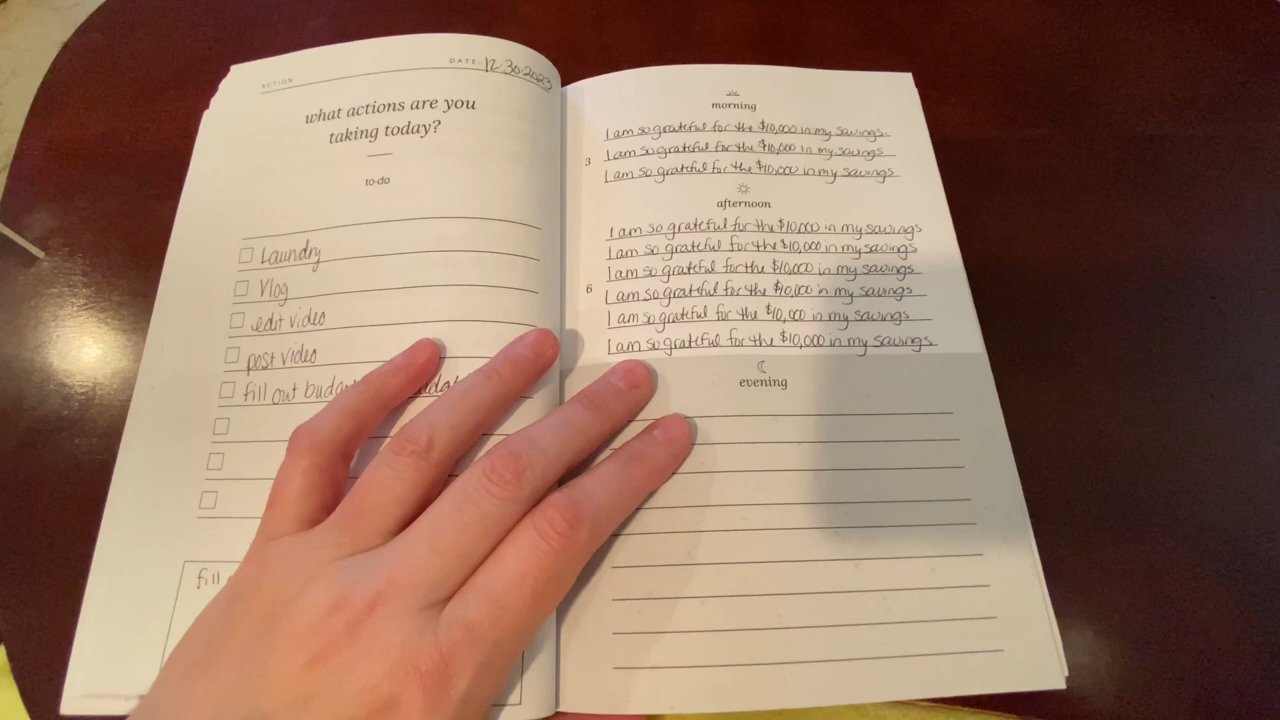 ACTION
DATE: 12.30.2023
what actions are you
taking today?
to-do
Laundry
Vlog
edit video
post video
fill out budget
fill
morning
I am so grateful for the $10,000 in my savings.
3
I am so grateful for the $10,000 in my savings
I am so grateful for the $10,000 in my savings
afternoon
I am so grateful for the $10,000 in my savings
I am so grateful for the $10,000 in my savings
I am so grateful for the $10,000 in my savings
6
I am so grateful for the $10,000 in my savings
I am so grateful for the $10,000 in my savings
I am so grateful for the $10,000 in my savings
evening